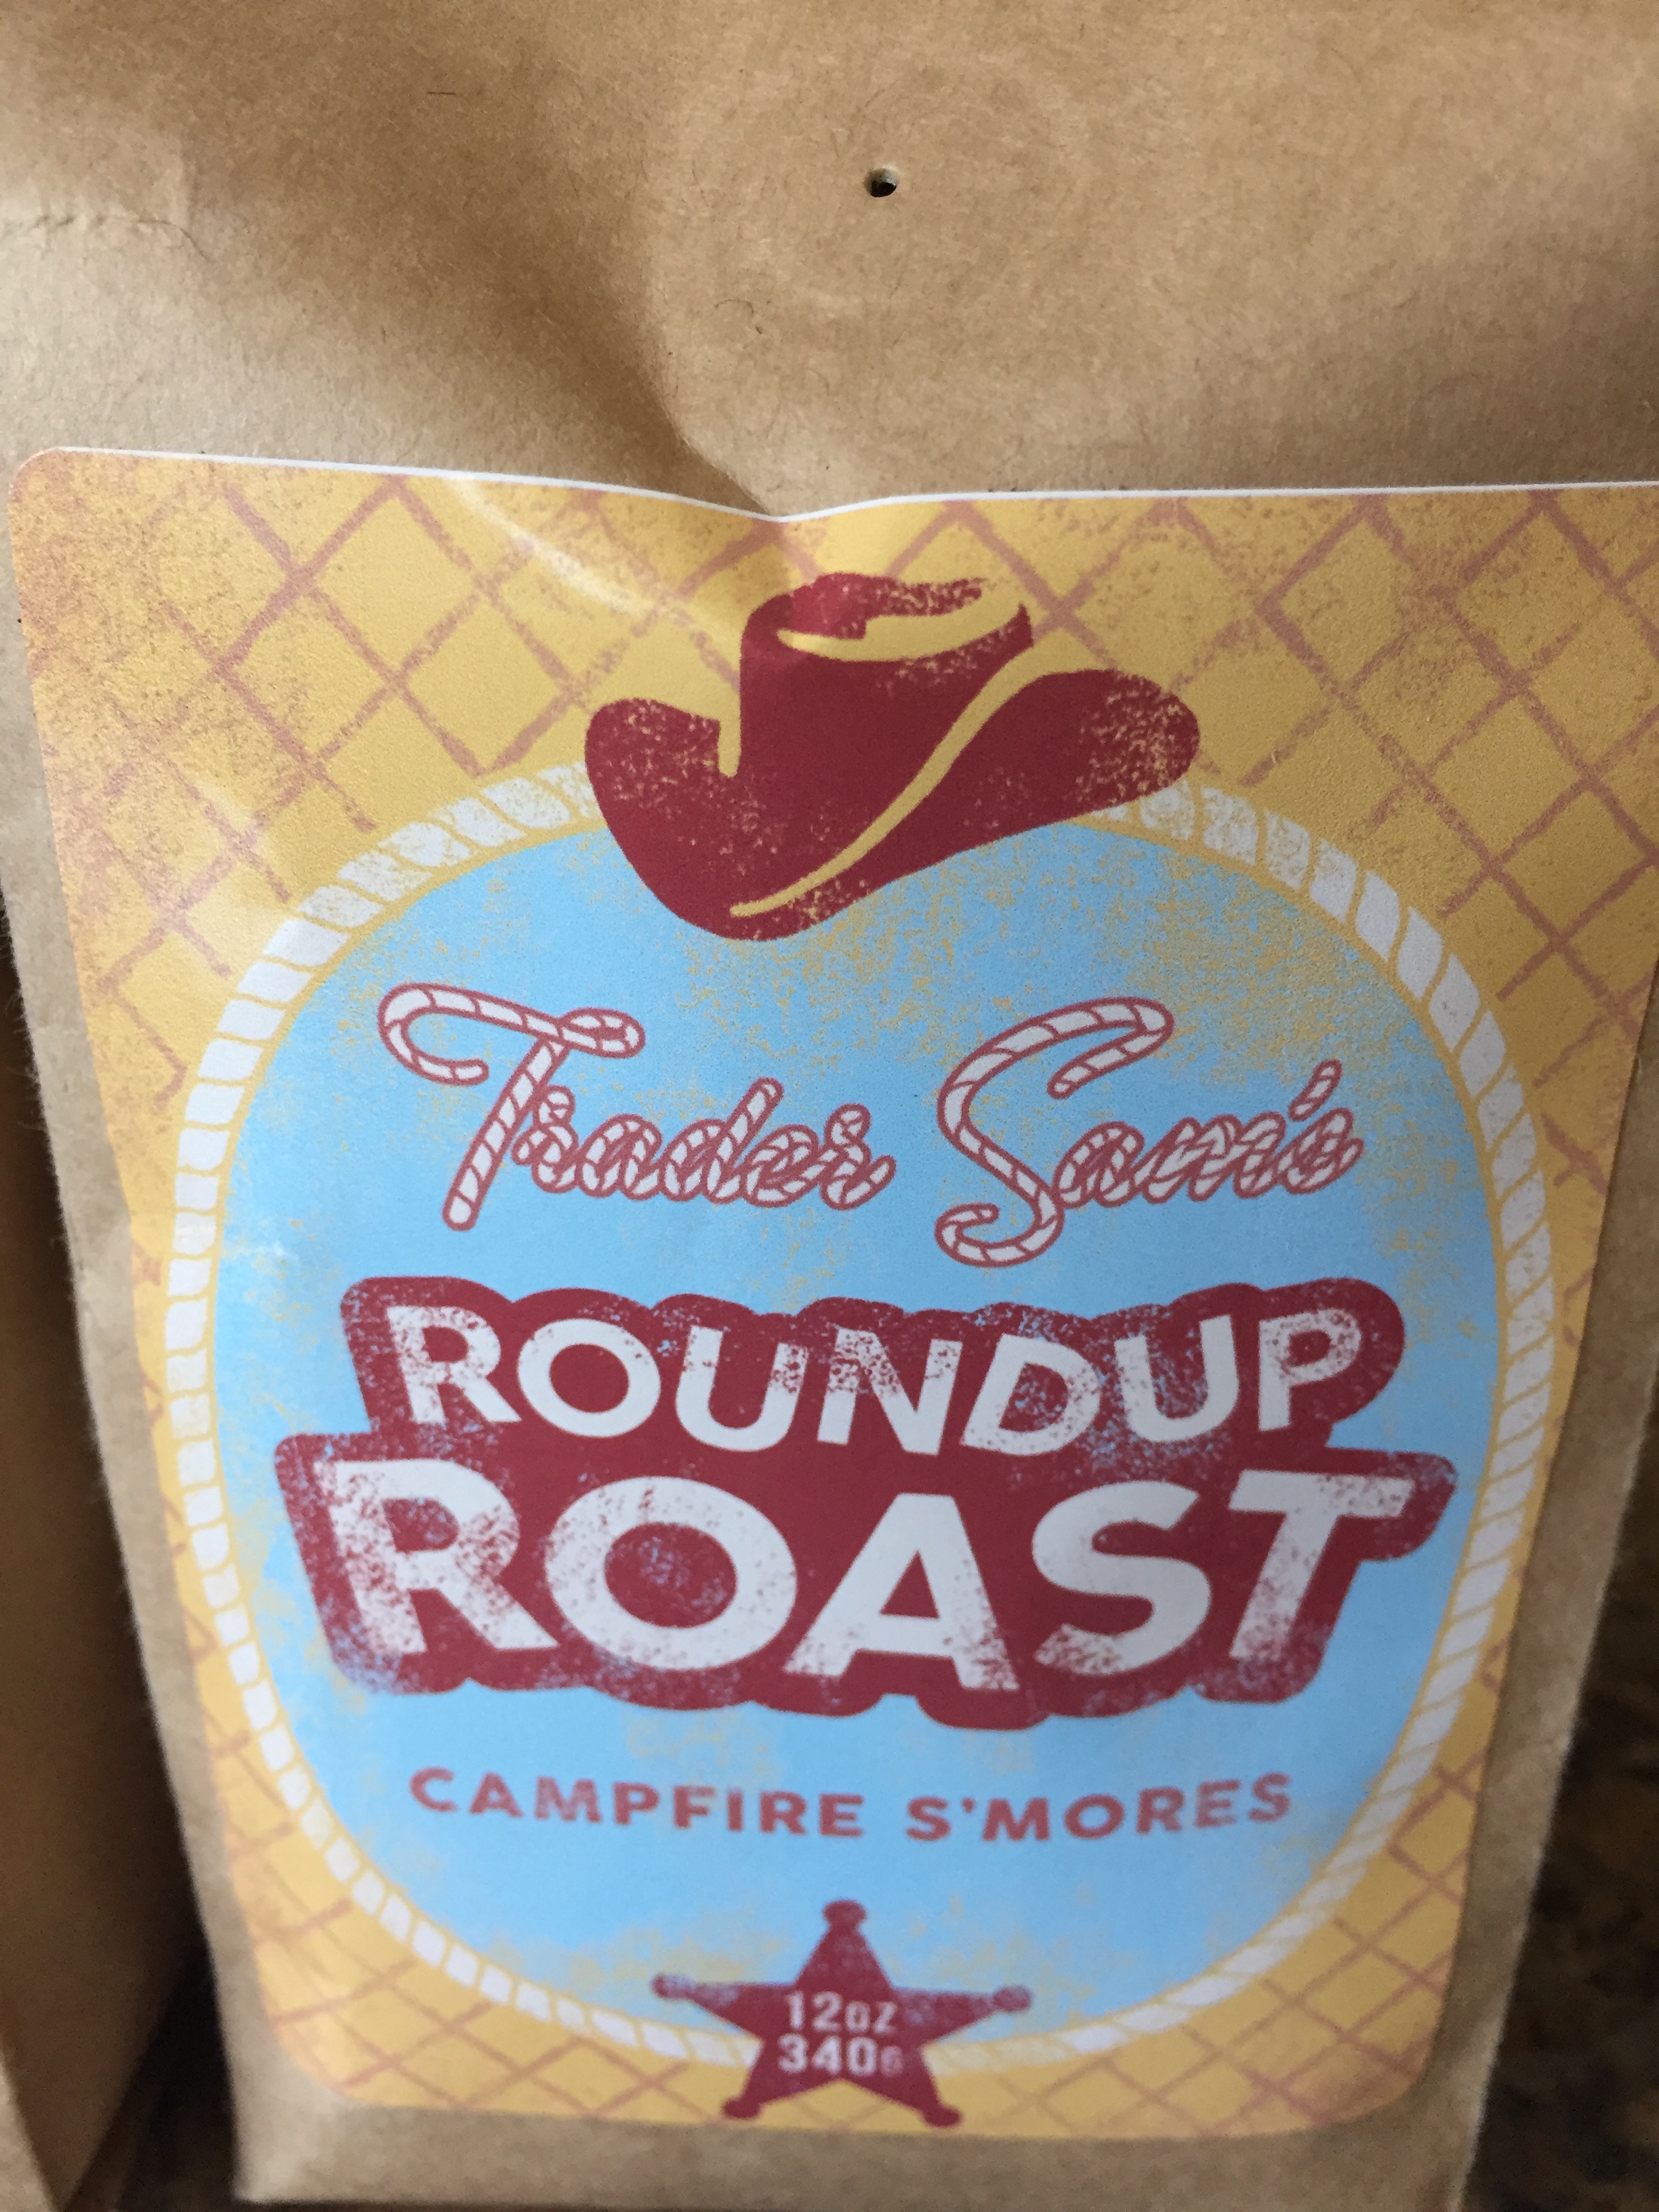 Trader Sam's
ROUNDUP
ROAST
CAMPFIRE S'MORES
12OZ
340G